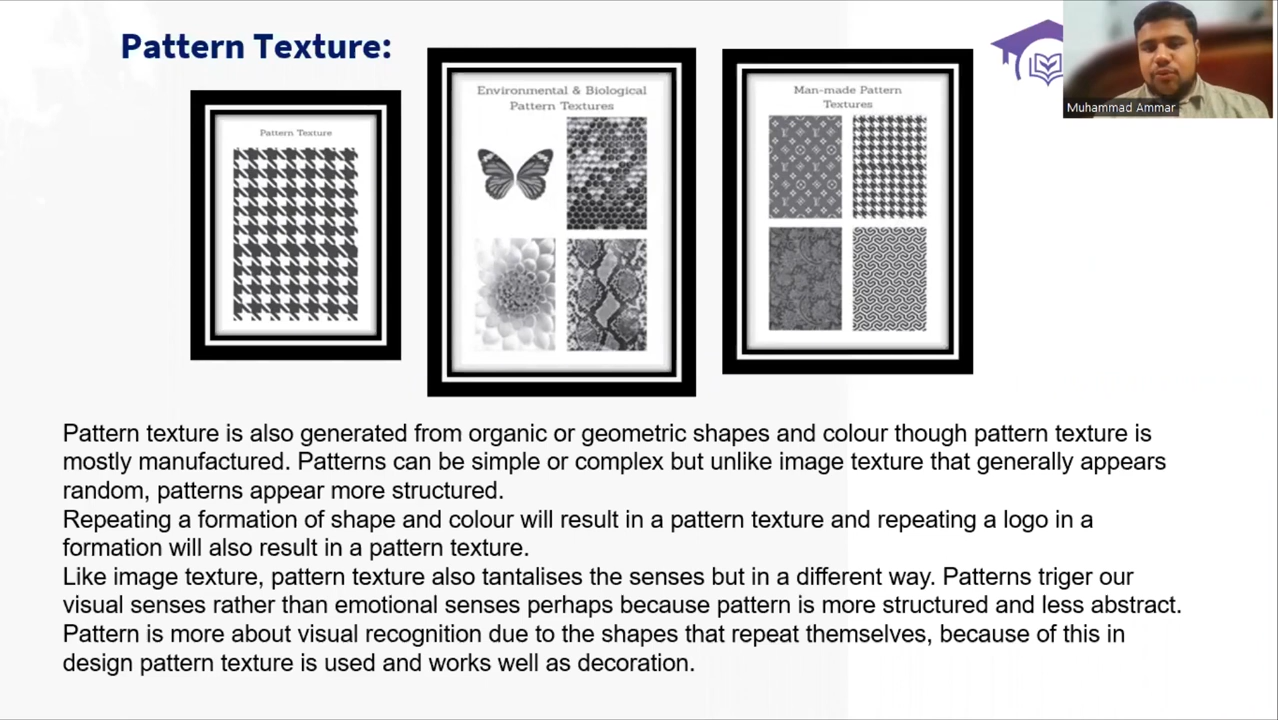 Pattern Texture:
Pattern Texture
Environmental & Biological
Pattern Textures
Man-made Pattern
Textures
Muhammad Ammar
Pattern texture is also generated from organic or geometric shapes and colour though pattern texture is
mostly manufactured. Patterns can be simple or complex but unlike image texture that generally appears
random, patterns appear more structured.
Repeating a formation of shape and colour will result in a pattern texture and repeating a logo in a
formation will also result in a pattern texture.
Like image texture, pattern texture also tantalises the senses but in a different way. Patterns triger our
visual senses rather than emotional senses perhaps because pattern is more structured and less abstract.
Pattern is more about visual recognition due to the shapes that repeat themselves, because of this in
design pattern texture is used and works well as decoration.